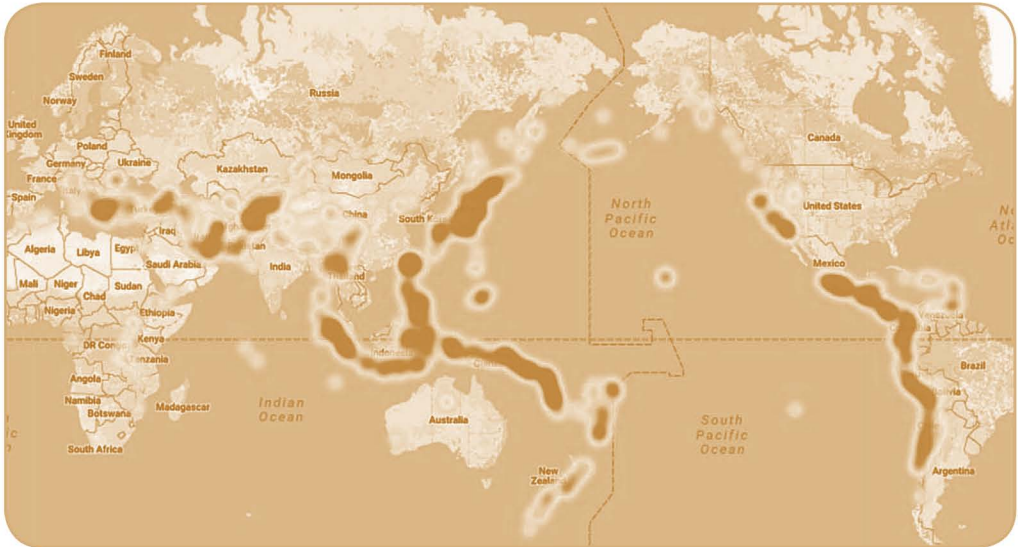 Finland
Sweden
Russia
Norway
United
Kingdom
Canada
Poland
Germany
Ukraine
Kazakhstan
Mongolia
France
Italy
Spain
United States
China
South Ko
North
Pacific
Ocean
Iraq
Algeria
Libya
Egypt
Saudi Arabia
India
Mexico
Thailand
Mali
Niger
Sudan
Chad
Nigeria
Ethiopia
Venezuela
DR Congo
Kenya
Tanzania
Indonesia
Brazil
Angola
Namibia
Botswana
Madagascar
Indian
Ocean
Australia
South
Pacific
Ocean
South Africa
New
Zealand
Argentina